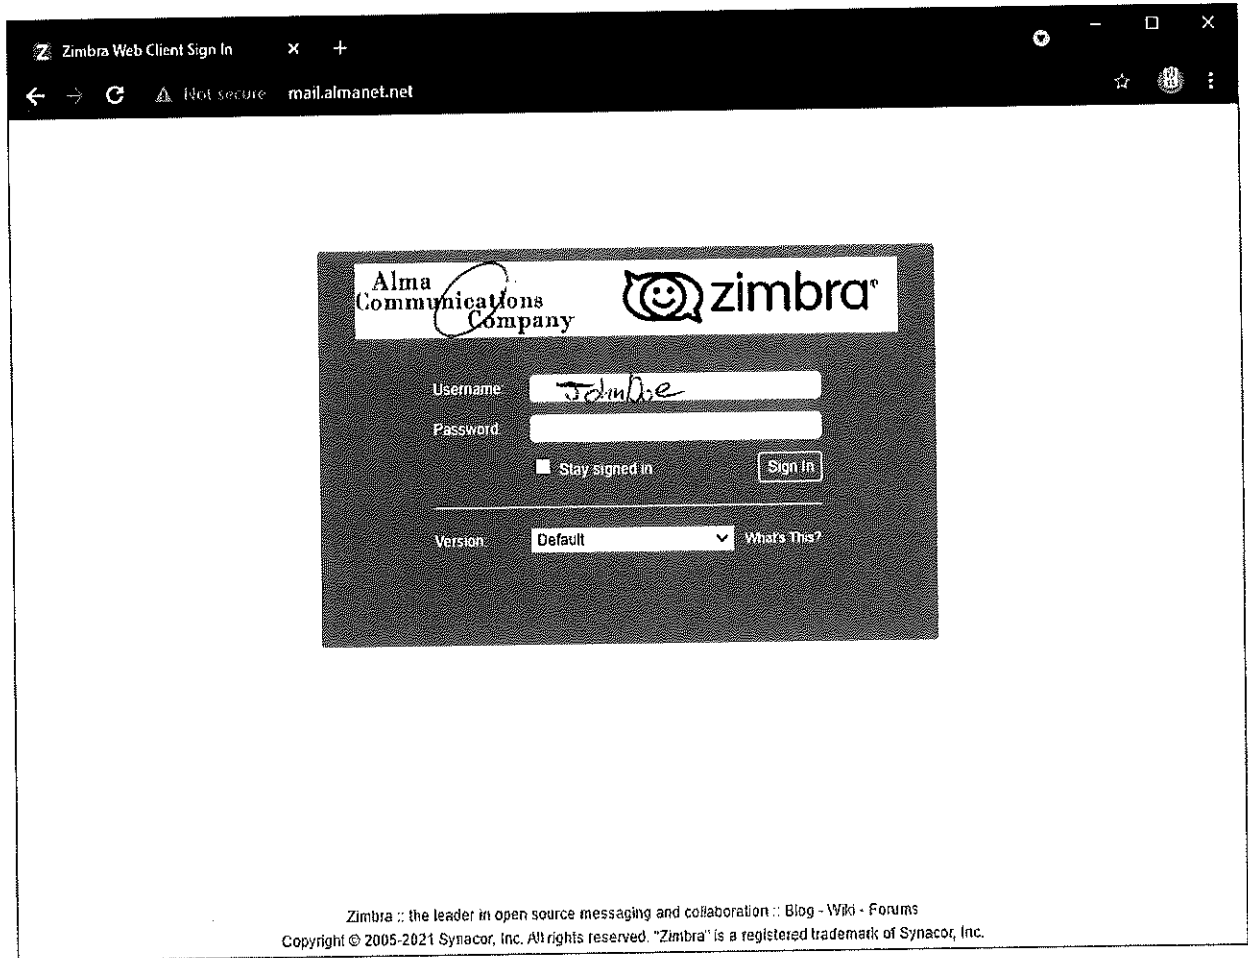 Zimbra Web Client Sign In
Not secure mail.almanet.net
Alma
Communications
Company
zimbra
Username
JohnDoe
Password
Stay signed in Sign In
Version Default What's This?
Zimbra :: the leader in open source messaging and collaboration :: Blog - Wiki - Forums
Copyright © 2005-2021 Synacor, Inc. All rights reserved. "Zimbra" is a registered trademark of Synacor, Inc.